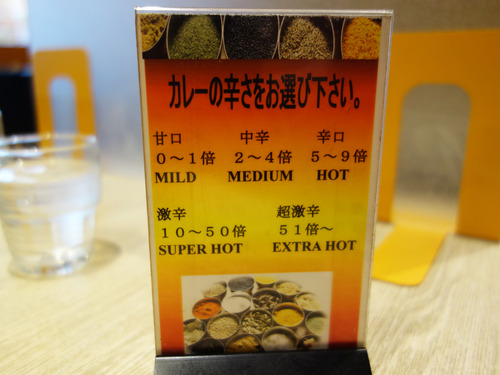 カレーの辛さをお選び下さい。
甘口 中辛 辛口
0～1倍 2～4倍 5～9倍
MILD MEDIUM HOT
激辛 超激辛
10～50倍 51倍～
SUPER HOT EXTRA HOT